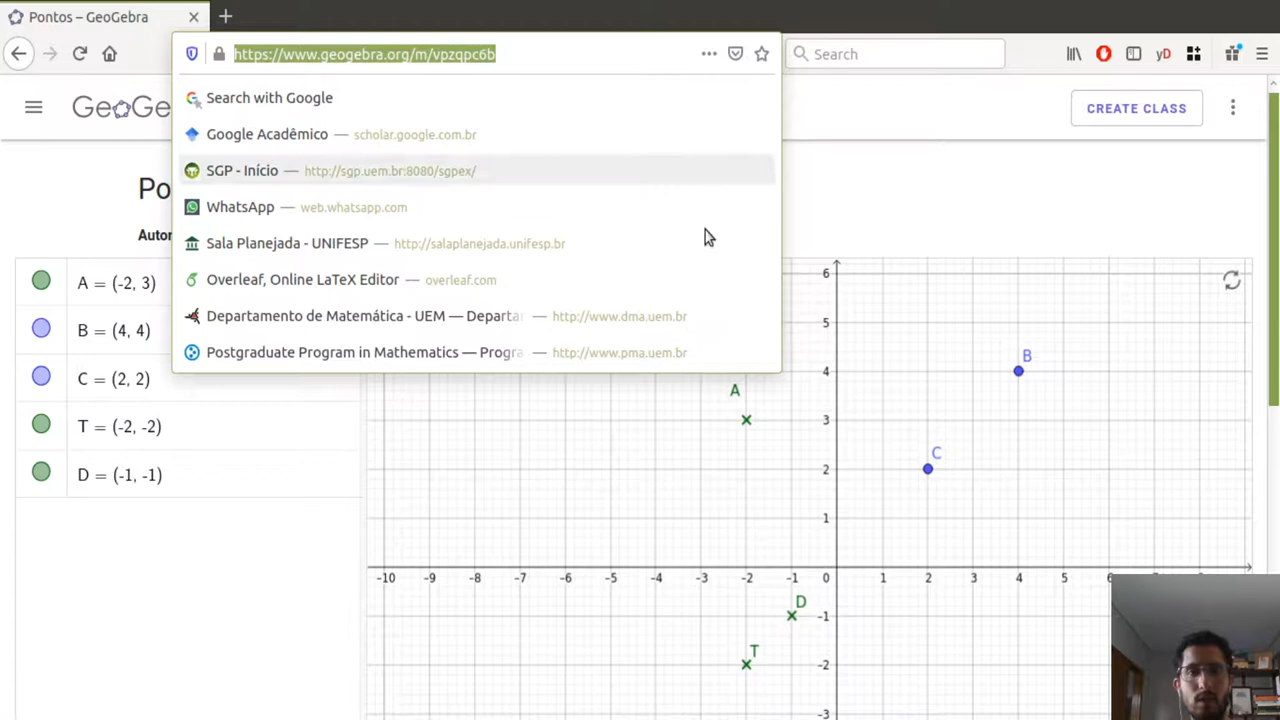 Pontos – GeoGebra
https://www.geogebra.org/m/vpzqpc6b
Search
yD
Search with Google
Google Acadêmico — scholar.google.com.br
SGP - Início — http://sgp.uem.br:8080/sgpex/
WhatsApp — web.whatsapp.com
Sala Planejada - UNIFESP — http://salaplanejada.unifesp.br
Overleaf, Online LaTeX Editor — overleaf.com
Departamento de Matemática - UEM — Departa — http://www.dma.uem.br
Postgraduate Program in Mathematics — Progra — http://www.pma.uem.br
GeoGe
CREATE CLASS
Po
Autor
A = (-2, 3)
B = (4, 4)
C = (2, 2)
T = (-2, -2)
D = (-1, -1)
6
5
4
3
2
1
-10 -9 -8 -7 -6 -5 -4 -3 -2 -1 0 1 2 3 4 5
-1
-2
-3
A
B
C
D
T